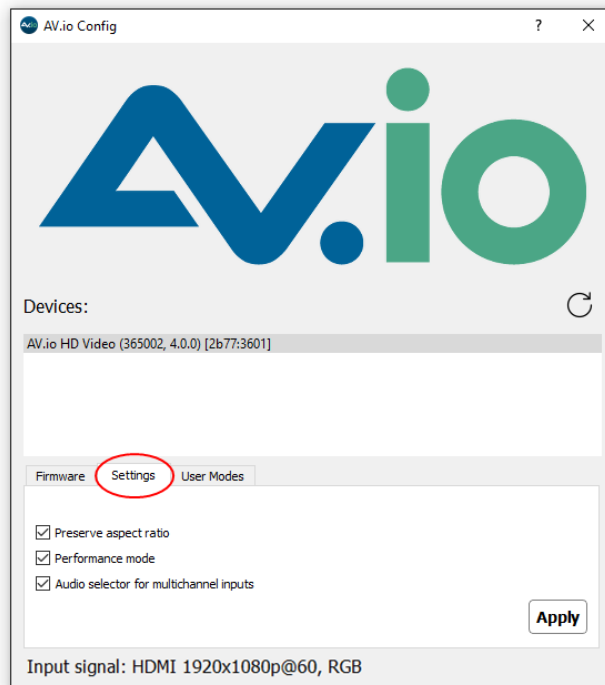 AV.io Config
AV.io
Devices:
AV.io HD Video (365002, 4.0.0) [2b77:3601]
Firmware Settings User Modes
Preserve aspect ratio
Performance mode
Audio selector for multichannel inputs
Apply
Input signal: HDMI 1920x1080p@60, RGB